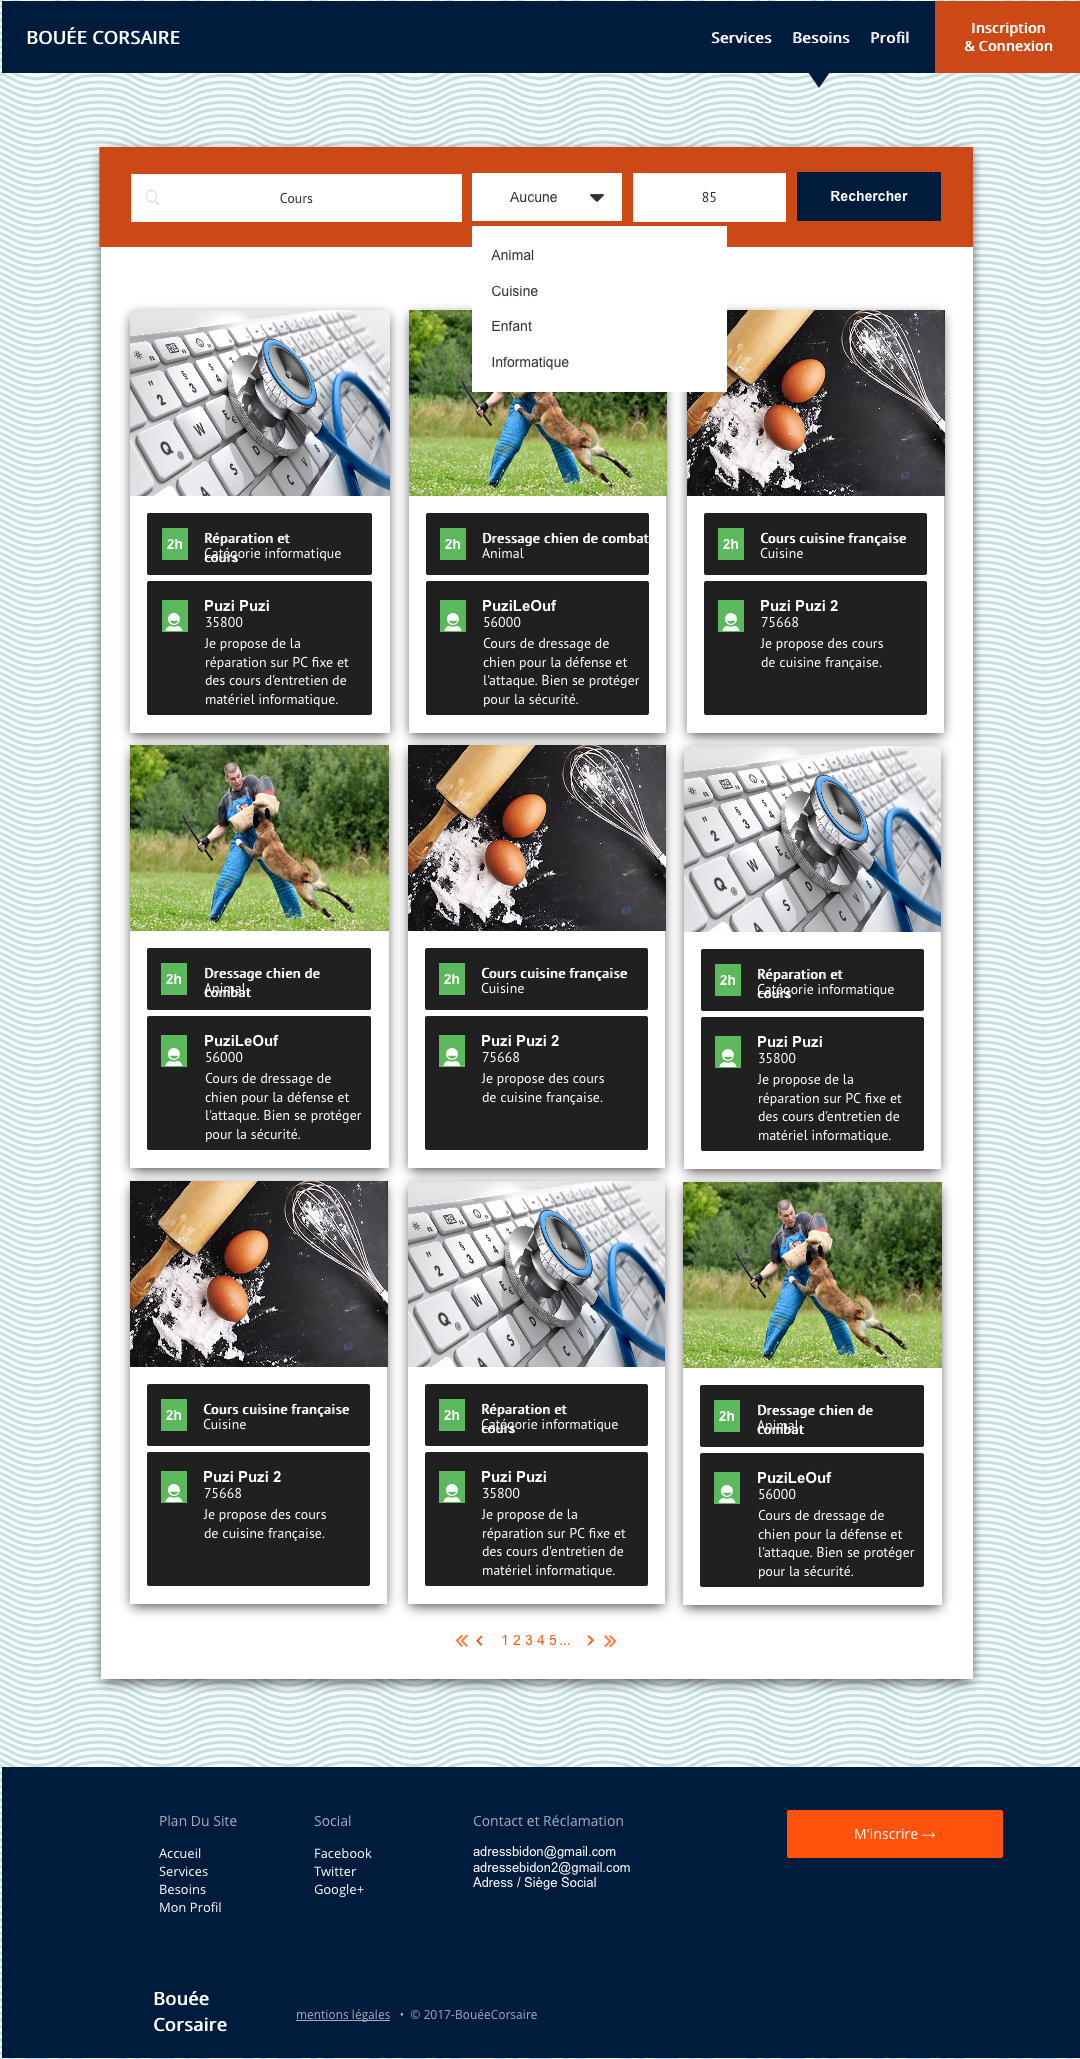 BOUÉE CORSAIRE
Services Besoins Profil
Inscription
& Connexion
Cours
Aucune
85
Rechercher
Animal
Cuisine
Enfant
Informatique
2h
Réparation et
cours
Catégorie informatique
Puzi Puzi
35800
Je propose de la
réparation sur PC fixe et
des cours d'entretien de
matériel informatique.
2h
Dressage chien de combat
Animal
PuziLeOuf
56000
Cours de dressage de
chien pour la défense et
l'attaque. Bien se protéger
pour la sécurité.
2h
Cours cuisine française
Cuisine
Puzi Puzi 2
75668
Je propose des cours
de cuisine française.
2h
Dressage chien de
combat
Animal
PuziLeOuf
56000
Cours de dressage de
chien pour la défense et
l'attaque. Bien se protéger
pour la sécurité.
2h
Cours cuisine française
Cuisine
Puzi Puzi 2
75668
Je propose des cours
de cuisine française.
2h
Réparation et
cours
Catégorie informatique
Puzi Puzi
35800
Je propose de la
réparation sur PC fixe et
des cours d'entretien de
matériel informatique.
2h
Cours cuisine française
Cuisine
Puzi Puzi 2
75668
Je propose des cours
de cuisine française.
2h
Réparation et
cours
Catégorie informatique
Puzi Puzi
35800
Je propose de la
réparation sur PC fixe et
des cours d'entretien de
matériel informatique.
2h
Dressage chien de
combat
Animal
PuziLeOuf
56000
Cours de dressage de
chien pour la défense et
l'attaque. Bien se protéger
pour la sécurité.
1 2 3 4 5 ...
Plan Du Site
Accueil
Services
Besoins
Mon Profil
Social
Facebook
Twitter
Google+
Contact et Réclamation
adressbidon@gmail.com
adressebidon2@gmail.com
Adress / Siège Social
M'inscrire →
Bouée
Corsaire
mentions légales • © 2017-BouéeCorsaire